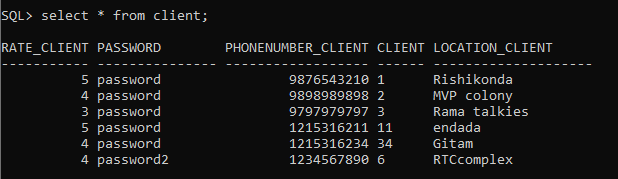 SQL> select * from client;
RATE_CLIENT PASSWORD        PHONENUMBER_CLIENT CLIENT LOCATION_CLIENT
----------- --------------- ------------------ ------ --------------------
          5 password                9876543210 1      Rishikonda
          4 password                9898989898 2      MVP colony
          3 password                9797979797 3      Rama talkies
          5 password                1215316211 11     endada
          4 password                1215316234 34     Gitam
          4 password2               1234567890 6      RTCcomplex